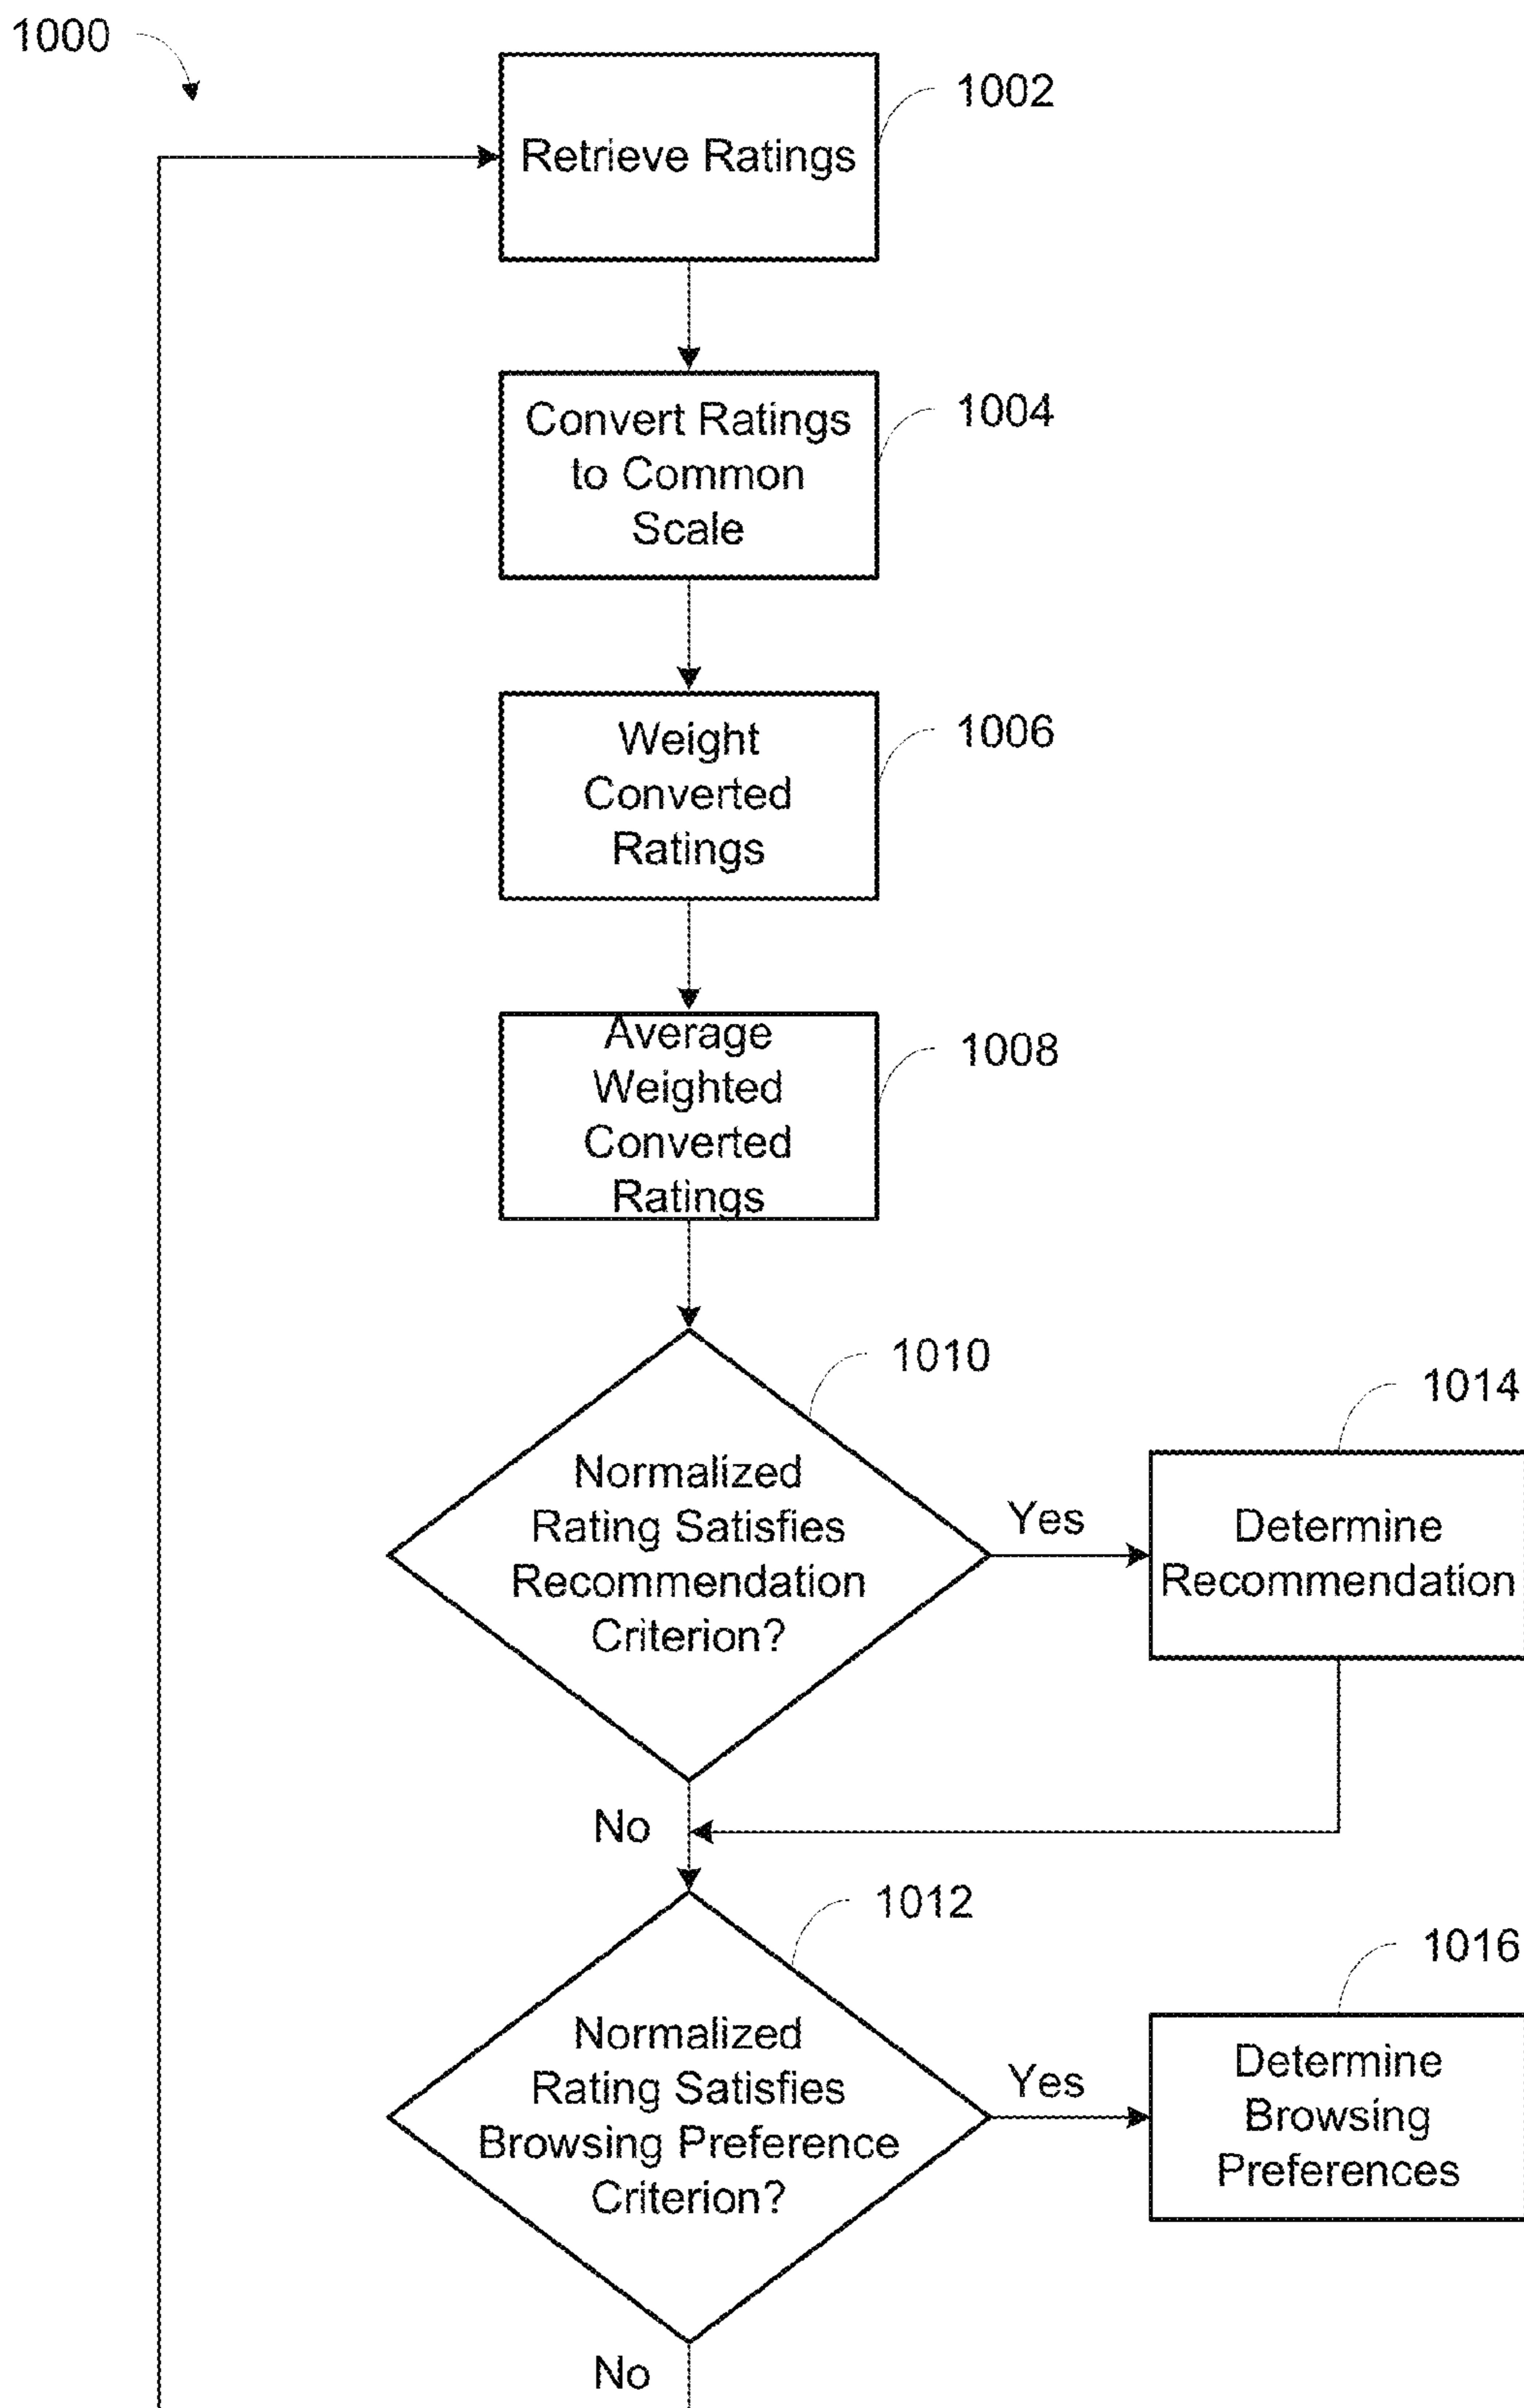 1000
1002
Retrieve Ratings
1004
Convert Ratings
to Common
Scale
1006
Weight
Converted
Ratings
1008
Average
Weighted
Converted
Ratings
1010
Normalized
Rating Satisfies
Recommendation
Criterion?
Yes
1014
Determine
Recommendation
No
1012
Normalized
Rating Satisfies
Browsing Preference
Criterion?
Yes
1016
Determine
Browsing
Preferences
No